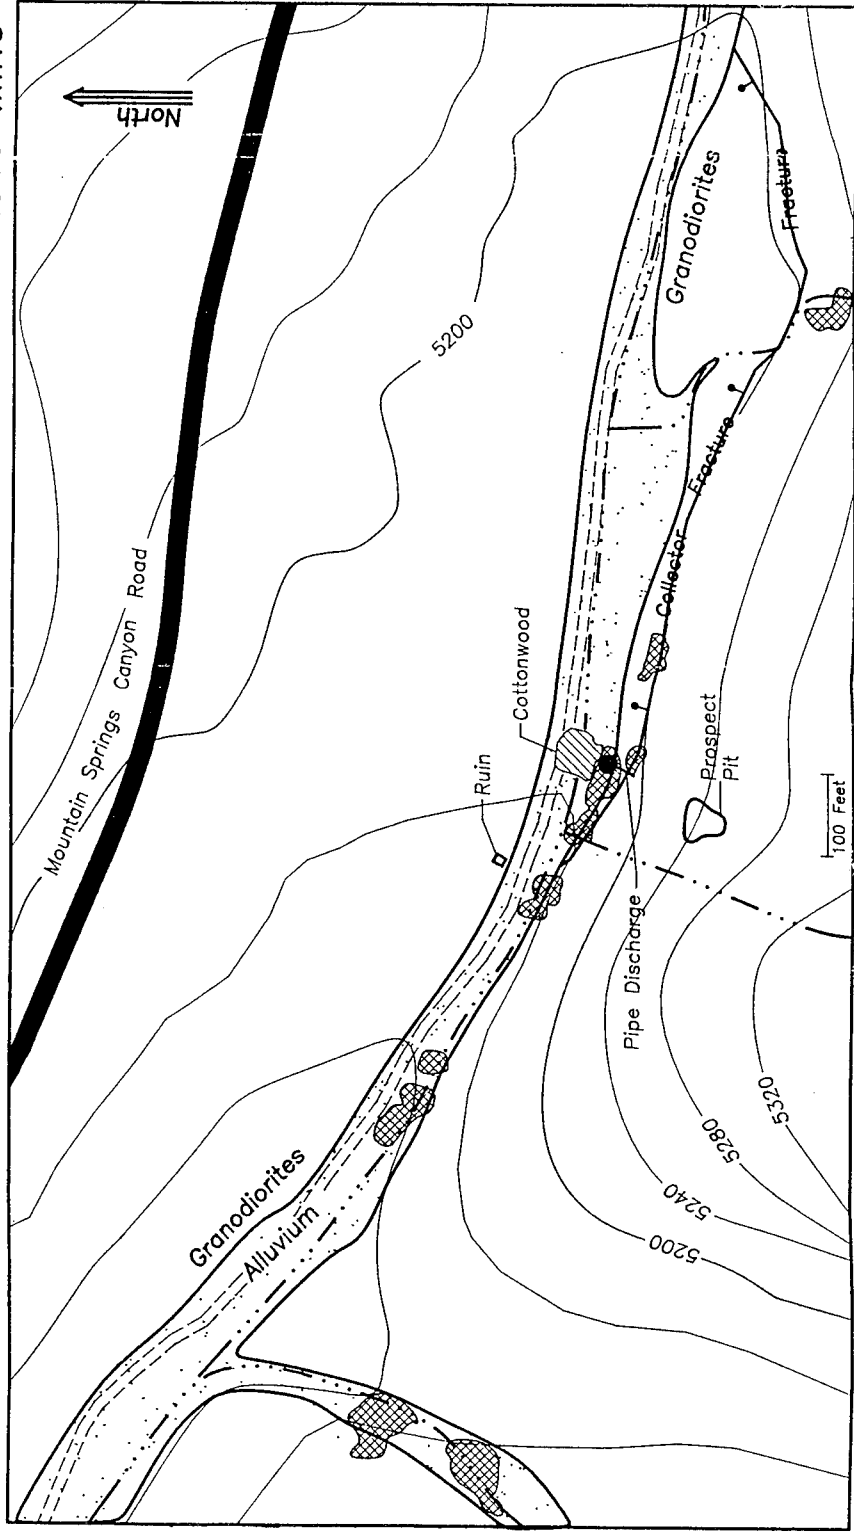 North
Mountain Springs Canyon Road
5200
Granodiorites
Fracture
Fracture
Collector
Cottonwood
Ruin
Prospect
Pit
100 Feet
Pipe Discharge
Granodiorites
Alluvium
5320
5280
5240
5200